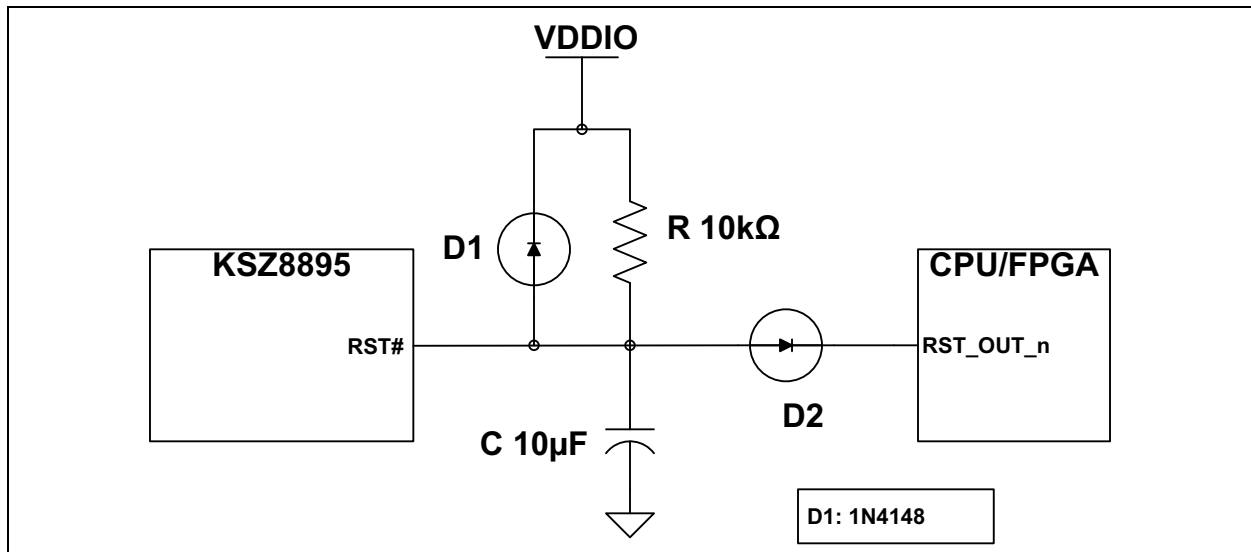 VDDIO
D1
R 10kΩ
KSZ8895
CPU/FPGA
RST#
RST_OUT_n
D2
C 10µF
D1: 1N4148